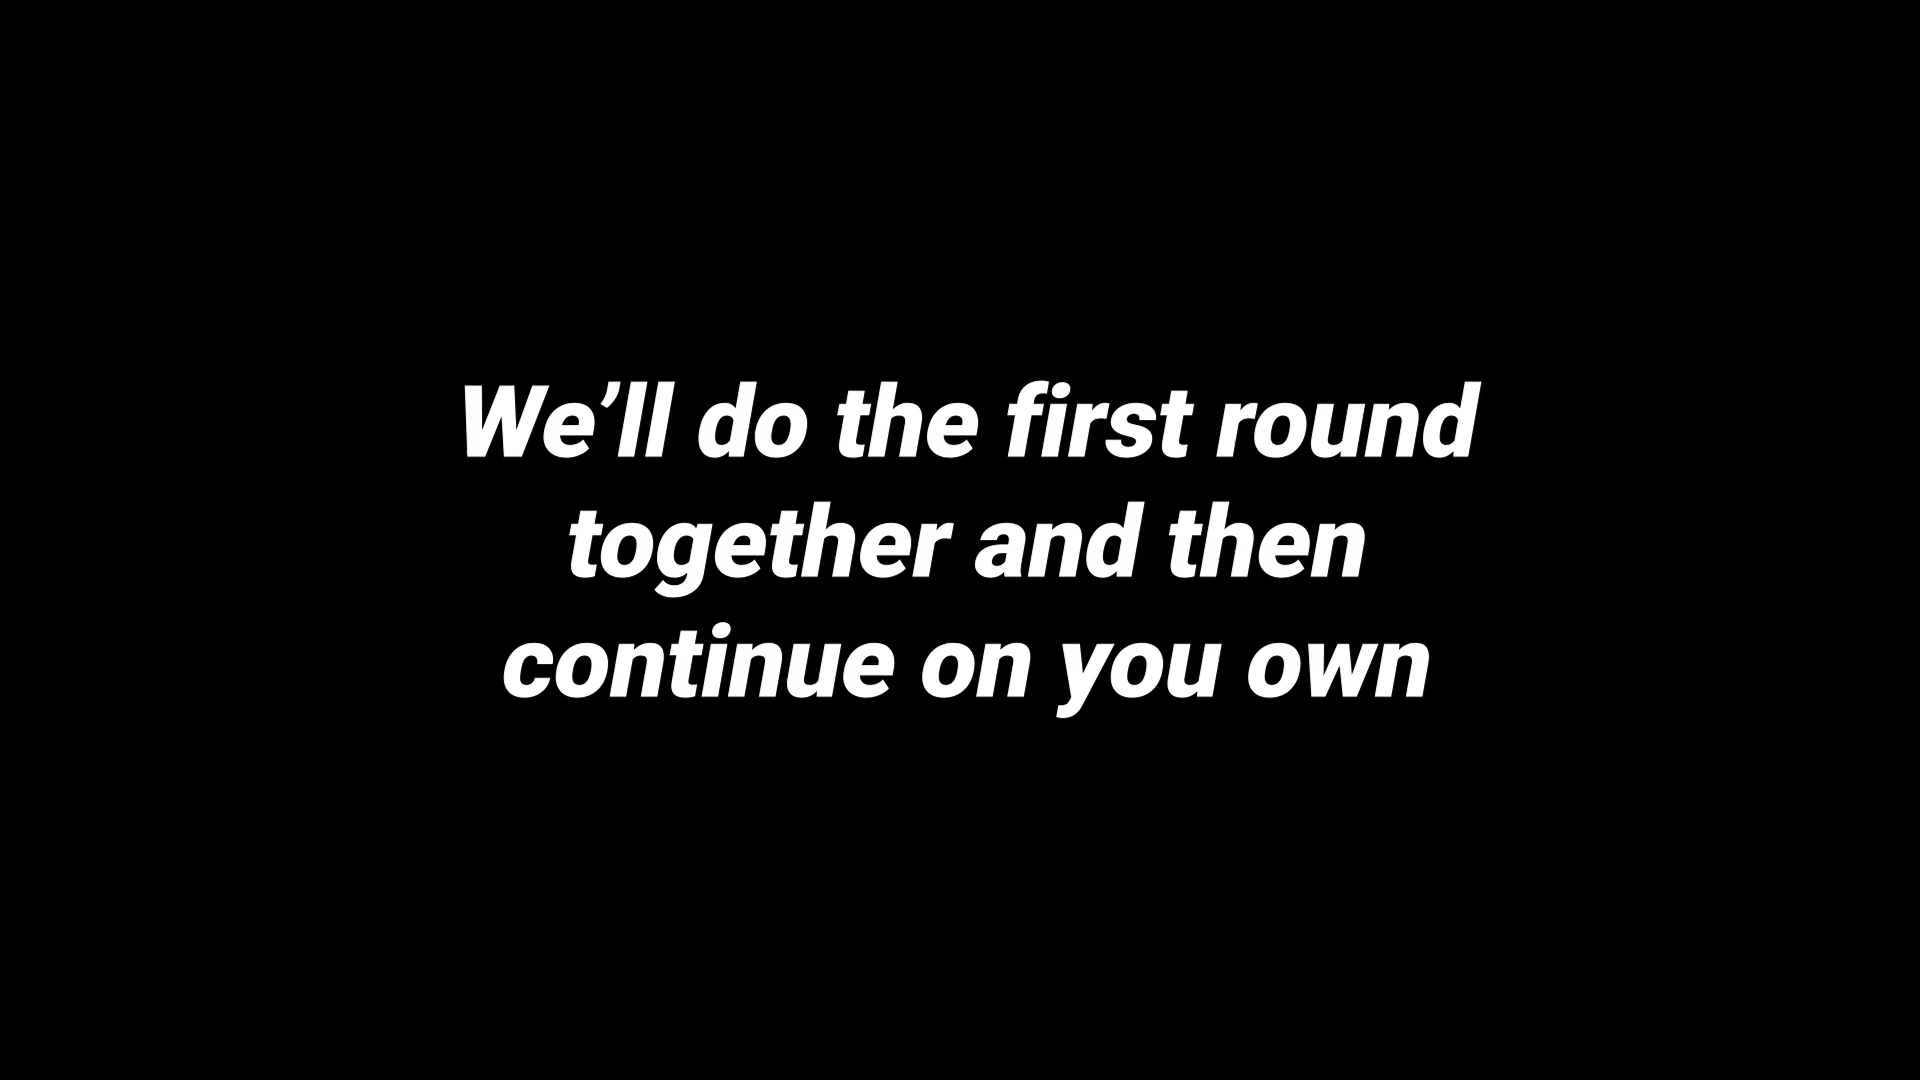 We’ll do the first round
together and then
continue on you own